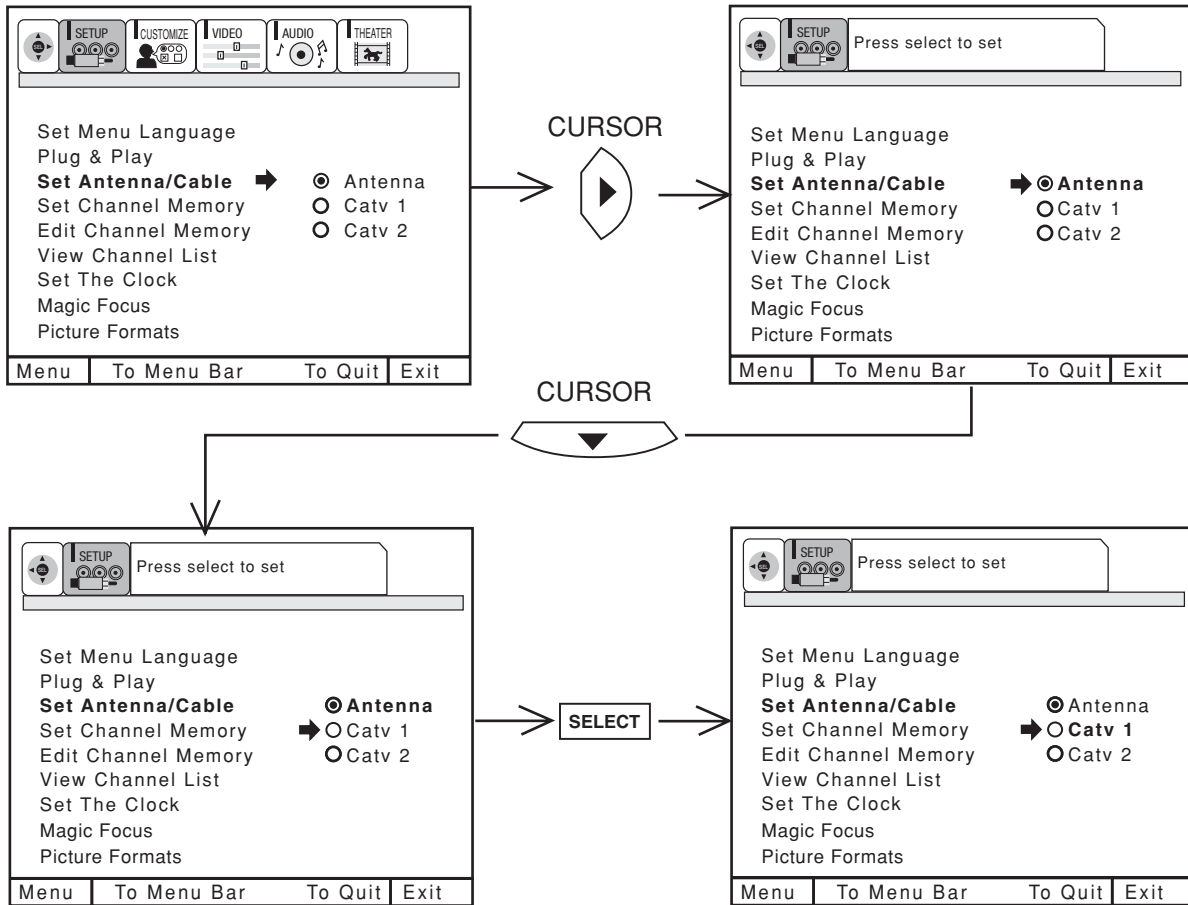 SEL
SETUP
CUSTOMIZE
VIDEO
AUDIO
THEATER
Set Menu Language
Plug & Play
Set Antenna/Cable Antenna
Set Channel Memory Catv 1
Edit Channel Memory Catv 2
View Channel List
Set The Clock
Magic Focus
Picture Formats
Menu To Menu Bar To Quit Exit
CURSOR
SEL
SETUP
Press select to set
Set Menu Language
Plug & Play
Set Antenna/Cable Antenna
Set Channel Memory Catv 1
Edit Channel Memory Catv 2
View Channel List
Set The Clock
Magic Focus
Picture Formats
Menu To Menu Bar To Quit Exit
CURSOR
SEL
SETUP
Press select to set
Set Menu Language
Plug & Play
Set Antenna/Cable Antenna
Set Channel Memory Catv 1
Edit Channel Memory Catv 2
View Channel List
Set The Clock
Magic Focus
Picture Formats
Menu To Menu Bar To Quit Exit
SELECT
SEL
SETUP
Press select to set
Set Menu Language
Plug & Play
Set Antenna/Cable Antenna
Set Channel Memory Catv 1
Edit Channel Memory Catv 2
View Channel List
Set The Clock
Magic Focus
Picture Formats
Menu To Menu Bar To Quit Exit